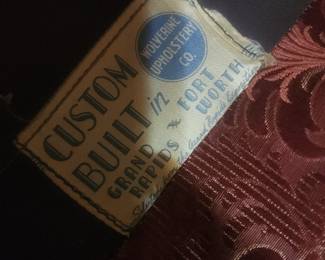 WOLVERINE
UPHOLSTERY
CO.
CUSTOM
BUILT in
GRAND RAPIDS x FORT WORTH